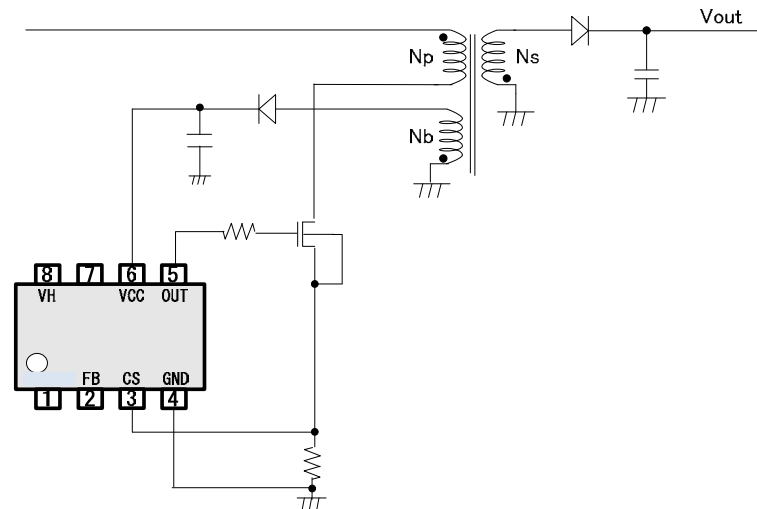 Vout
Np Ns
Nb
8 7 6 5
VH VCC OUT
FB CS GND
1 2 3 4